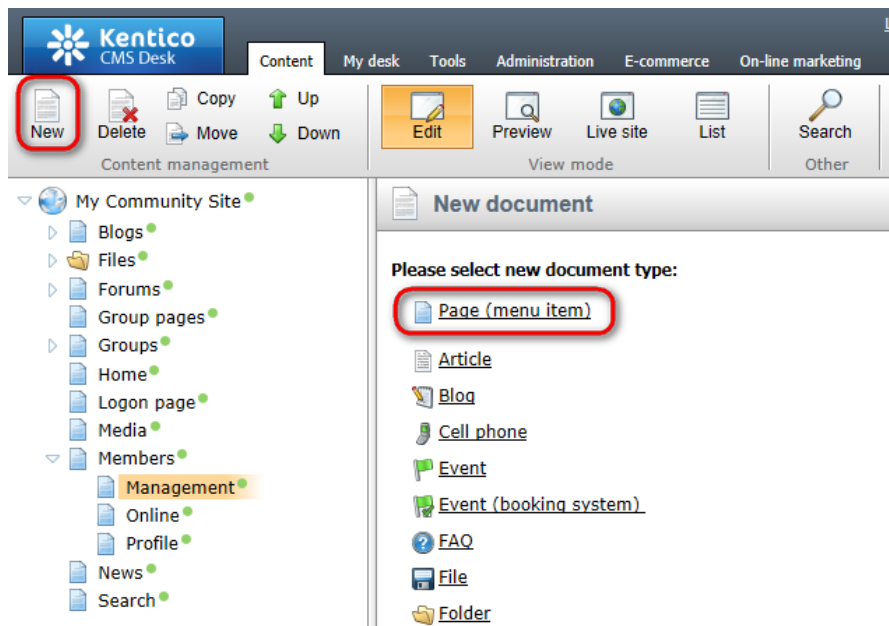 Kentico
CMS Desk
Content My desk Tools Administration E-commerce On-line marketing
New Delete Copy Move Up Down
Content management
Edit Preview Live site List
View mode
Search
Other
My Community Site
Blogs
Files
Forums
Group pages
Groups
Home
Logon page
Media
Members
Management
Online
Profile
News
Search
New document
Please select new document type:
Page (menu item)
Article
Blog
Cell phone
Event
Event (booking system)
FAQ
File
Folder